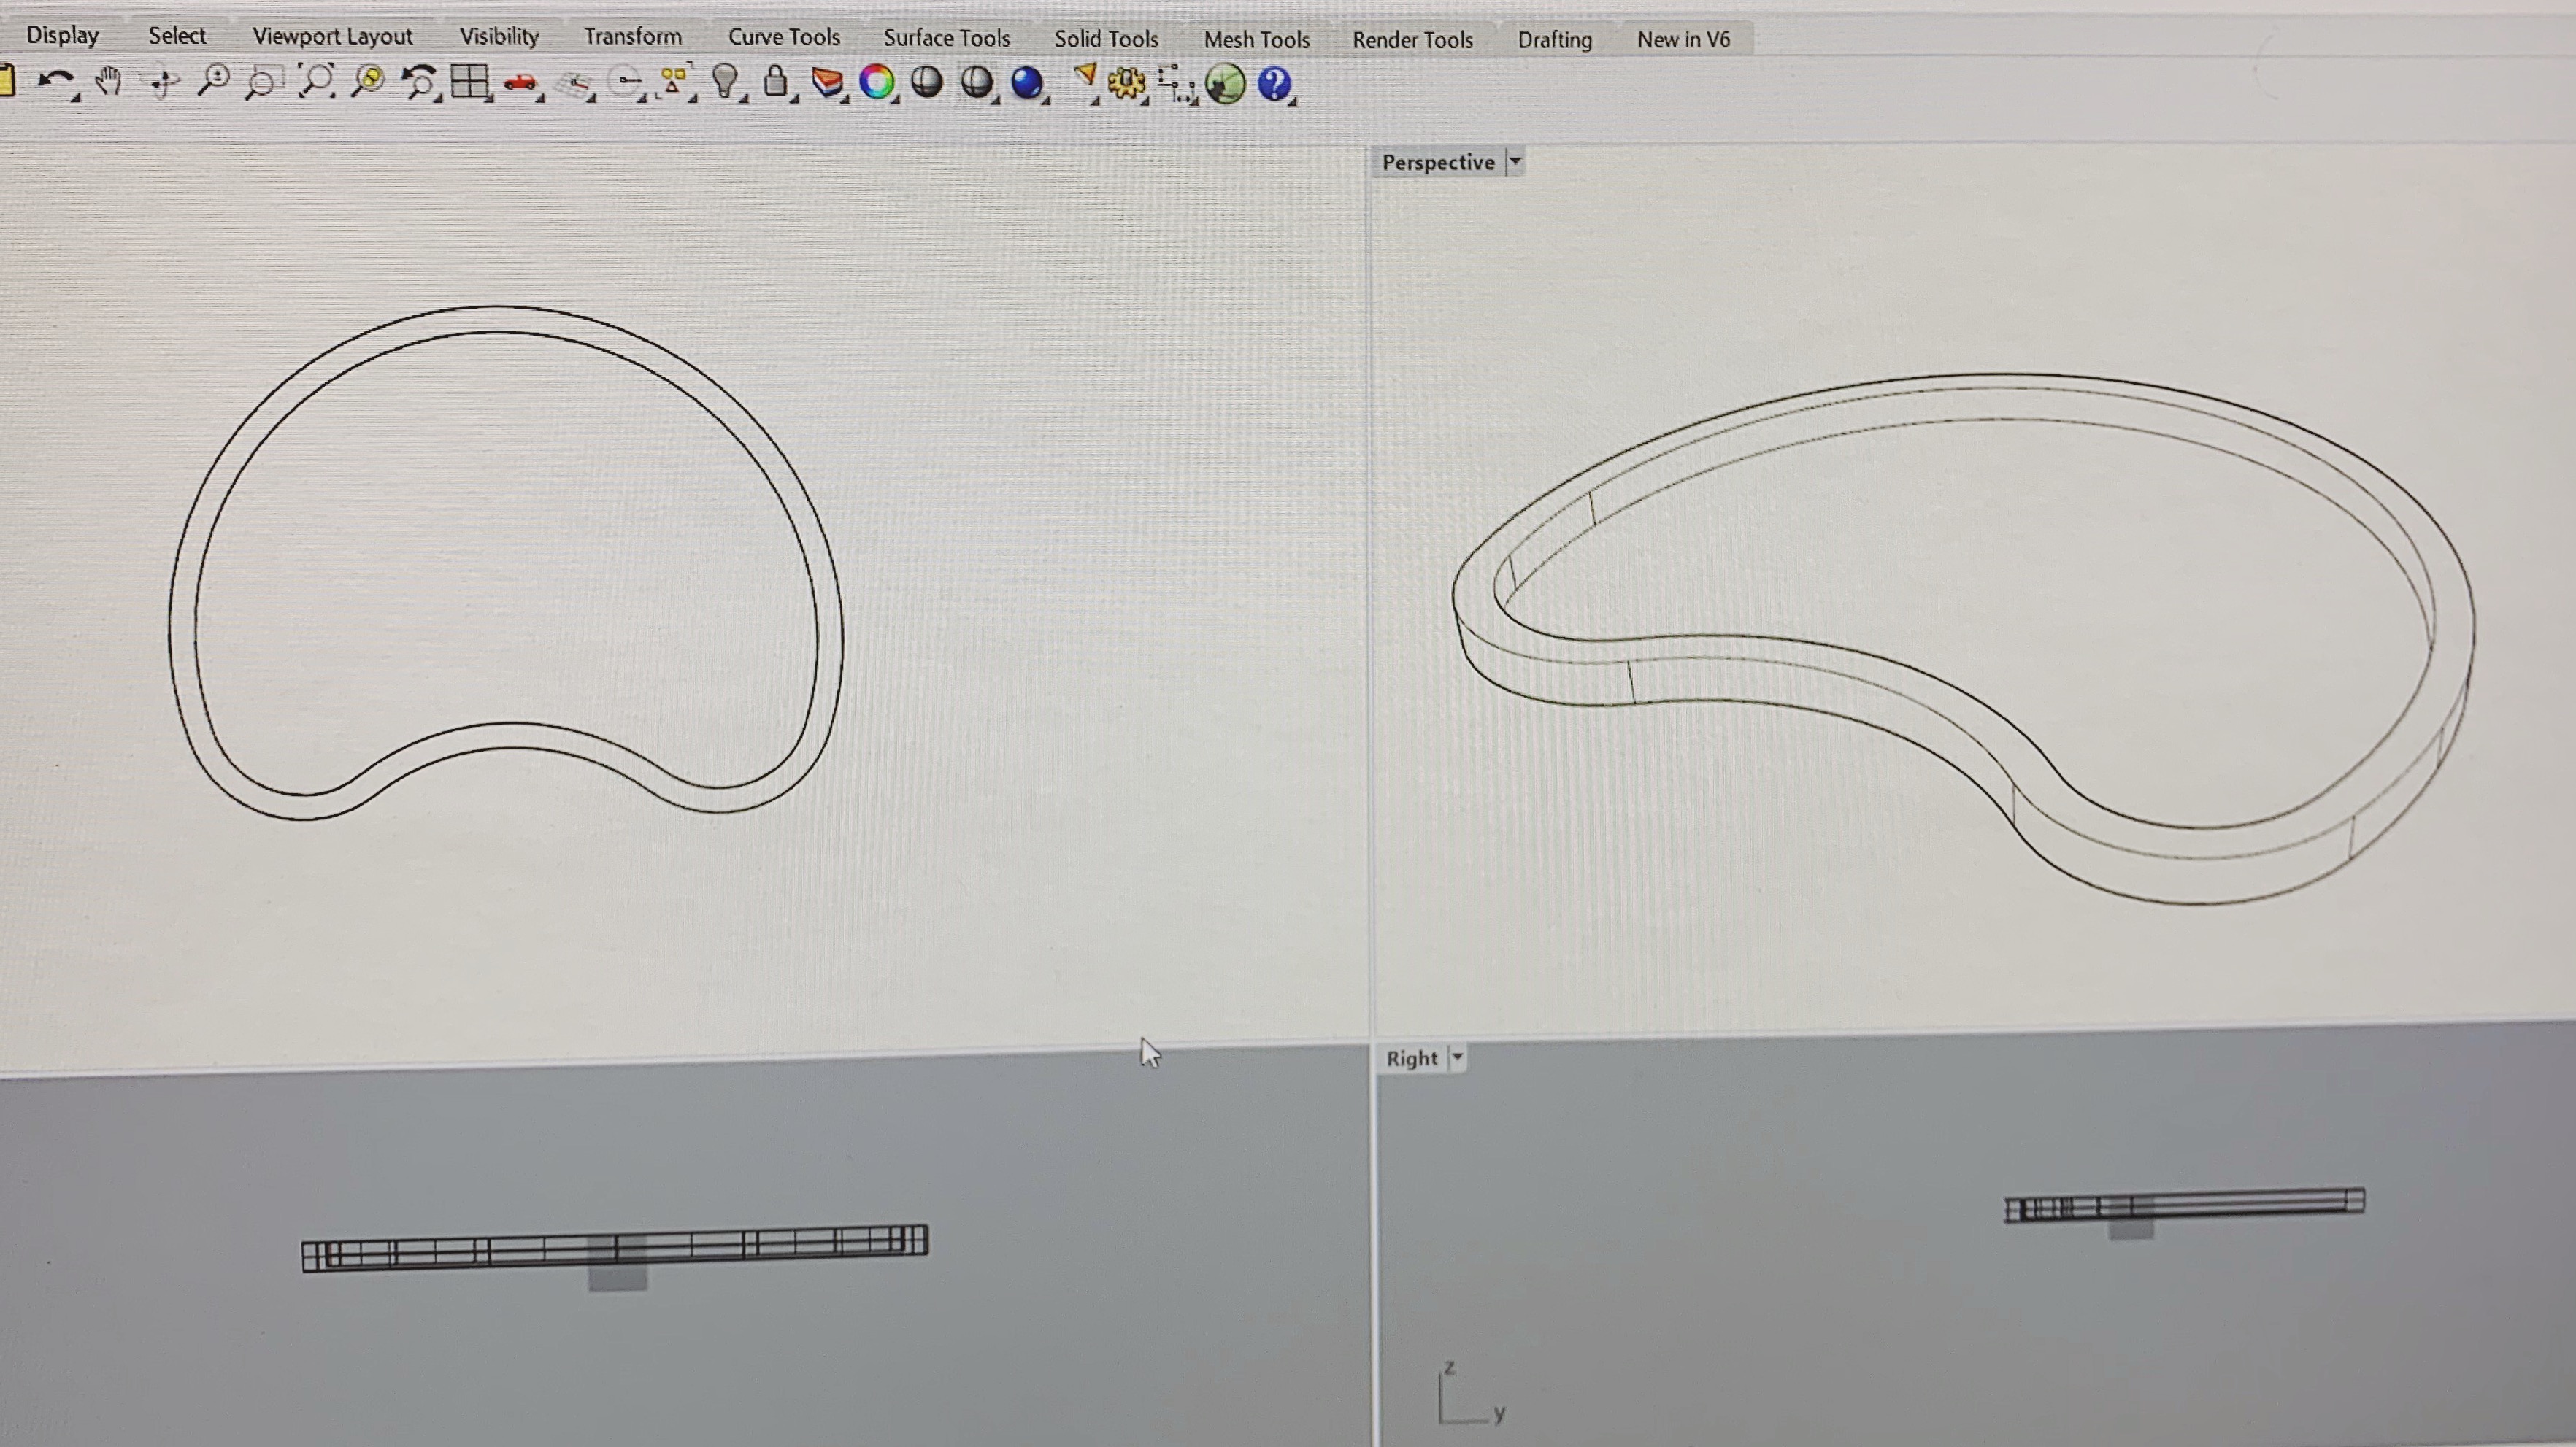 Display Select Viewport Layout Visibility Transform Curve Tools Surface Tools Solid Tools Mesh Tools Render Tools Drafting New in V6
Perspective
Right
z
y